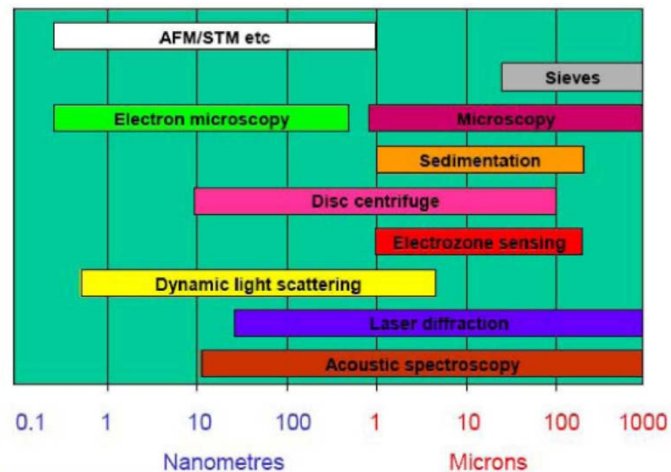 AFM/STM etc
Sieves
Electron microscopy
Microscopy
Sedimentation
Disc centrifuge
Electrozone sensing
Dynamic light scattering
Laser diffraction
Acoustic spectroscopy
0.1 1 10 100 1 10 100 1000
Nanometres Microns